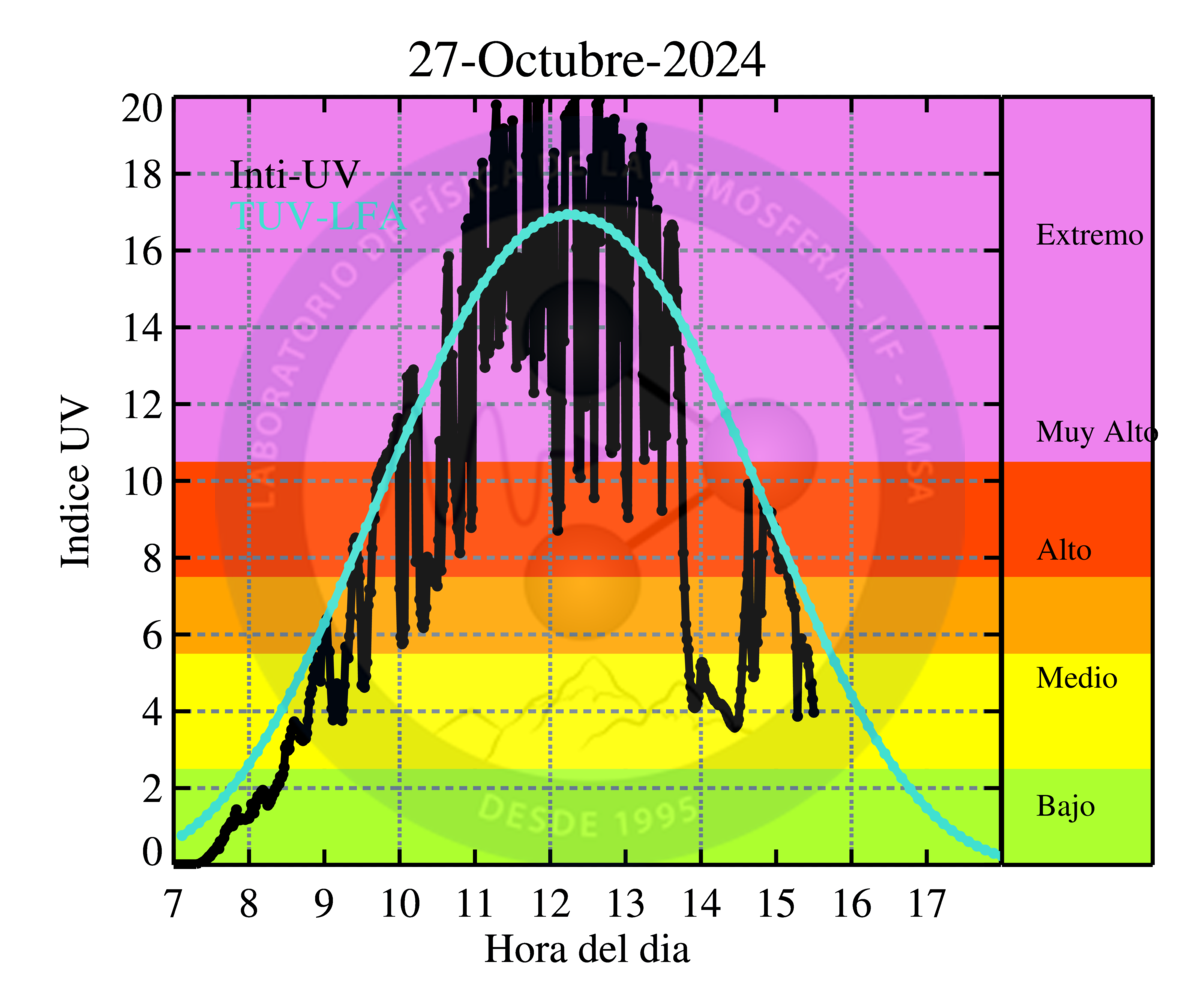 27-Octubre-2024
20
18
16
14
12
10
8
6
4
2
0
Indice UV
Inti-UV
TUV-LFA
LABORATORIO DE FÍSICA DE LA ATMÓSFERA - IIF - UMSA
DESDE 1995
Extremo
Muy Alto
Alto
Medio
Bajo
7 8 9 10 11 12 13 14 15 16 17
Hora del dia